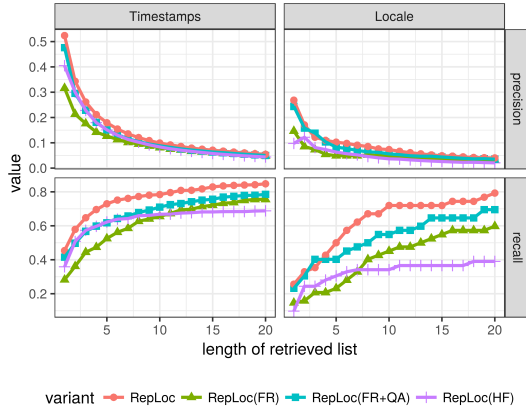 Timestamps Locale
value
0.5
0.4
0.3
0.2
0.1
0.0
precision
0.8
0.6
0.4
0.2
recall
5 10 15 20 5 10 15 20
length of retrieved list
variant RepLoc RepLoc(FR) RepLoc(FR+QA) RepLoc(HF)